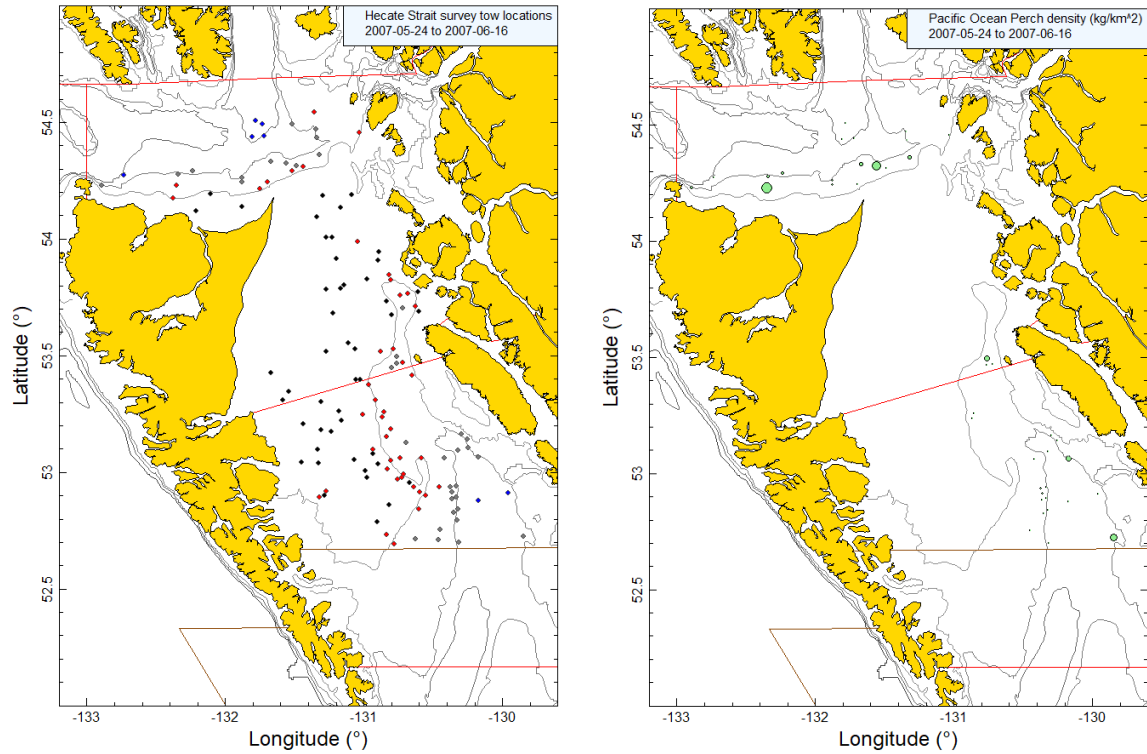 Hecate Strait survey tow locations
2007-05-24 to 2007-06-16
Latitude (°)
54.5
54
53.5
53
52.5
-133
-132
-131
-130
Longitude (°)
Pacific Ocean Perch density (kg/km^2)
2007-05-24 to 2007-06-16
Latitude (°)
54.5
54
53.5
53
52.5
-133
-132
-131
-130
Longitude (°)